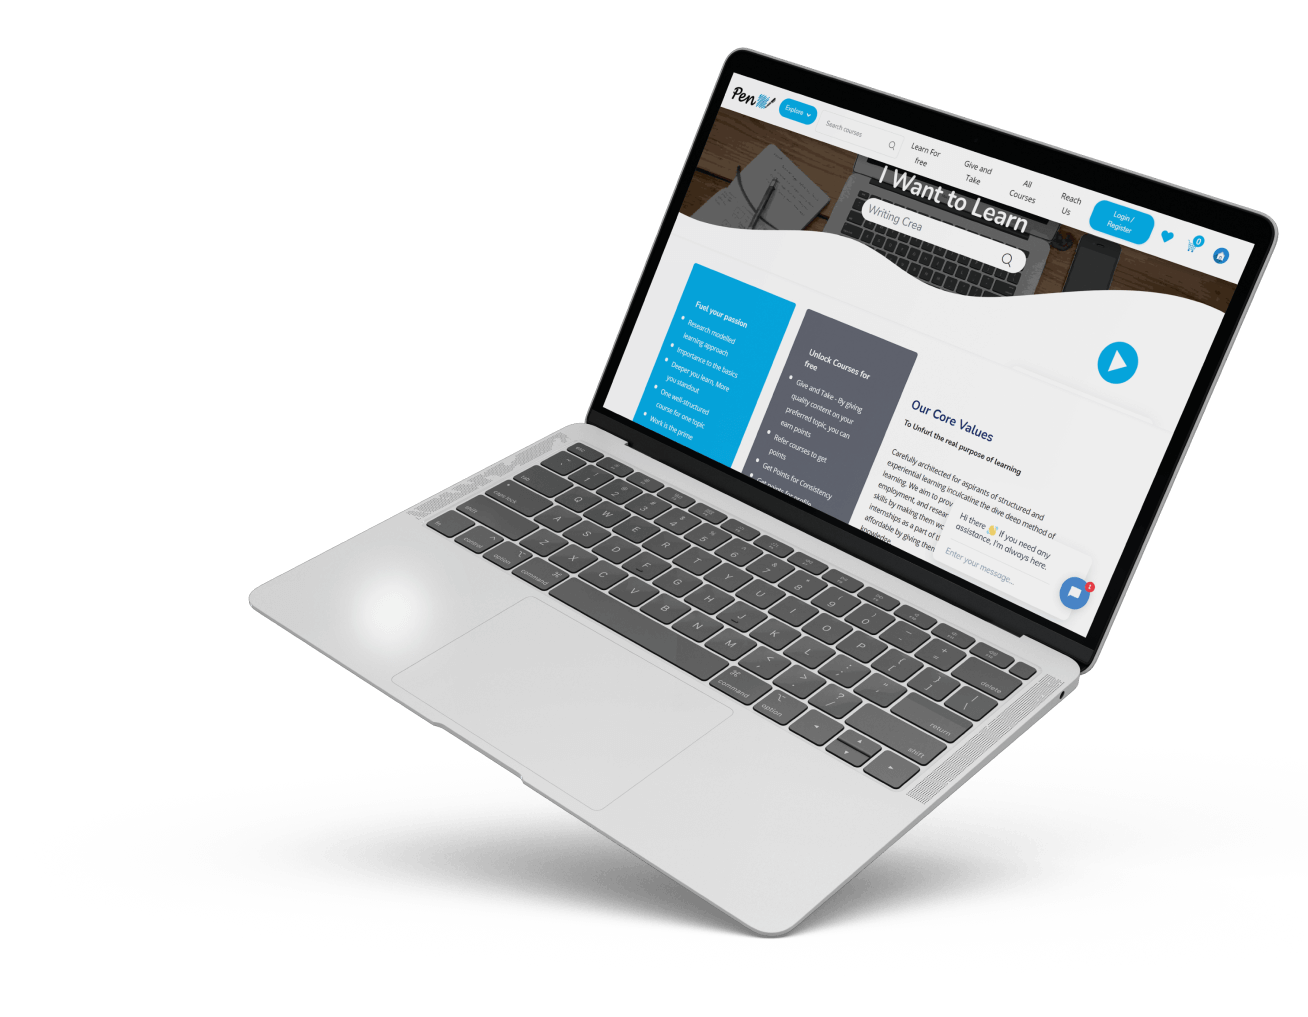 Pen
Explore
Search courses
Learn For
free
Give and
Take
All
Courses
Reach
Us
Login /
Register
0
I Want to Learn
Writing Crea
Fuel your passion
Research modelled
learning approach
Importance to the basics
Deeper you learn, More
you standout
One well-structured
course for one topic
Work is the prime
Unlock Courses for
free
Give and Take - By giving
quality content on your
preferred topic, you can
earn points
Refer courses to get
points
Get Points for Consistency
Get points for
Our Core Values
To Unfurl the real purpose of learning
Carefully architected for aspirants of structured and
experiential learning inculcating the dive deep method of
learning. We aim to
employment, and
skills by making them
internships as a part of
affordable by giving
knowledge
Hi there 👋 If you need any
assistance, I'm always here.
Enter your message...
esc
tab
Q W E R T Y U I O P
caps lock
A S D F G H J K L
shift
Z X C V B N M
fn
control
option
command
command
option
delete
return
shift